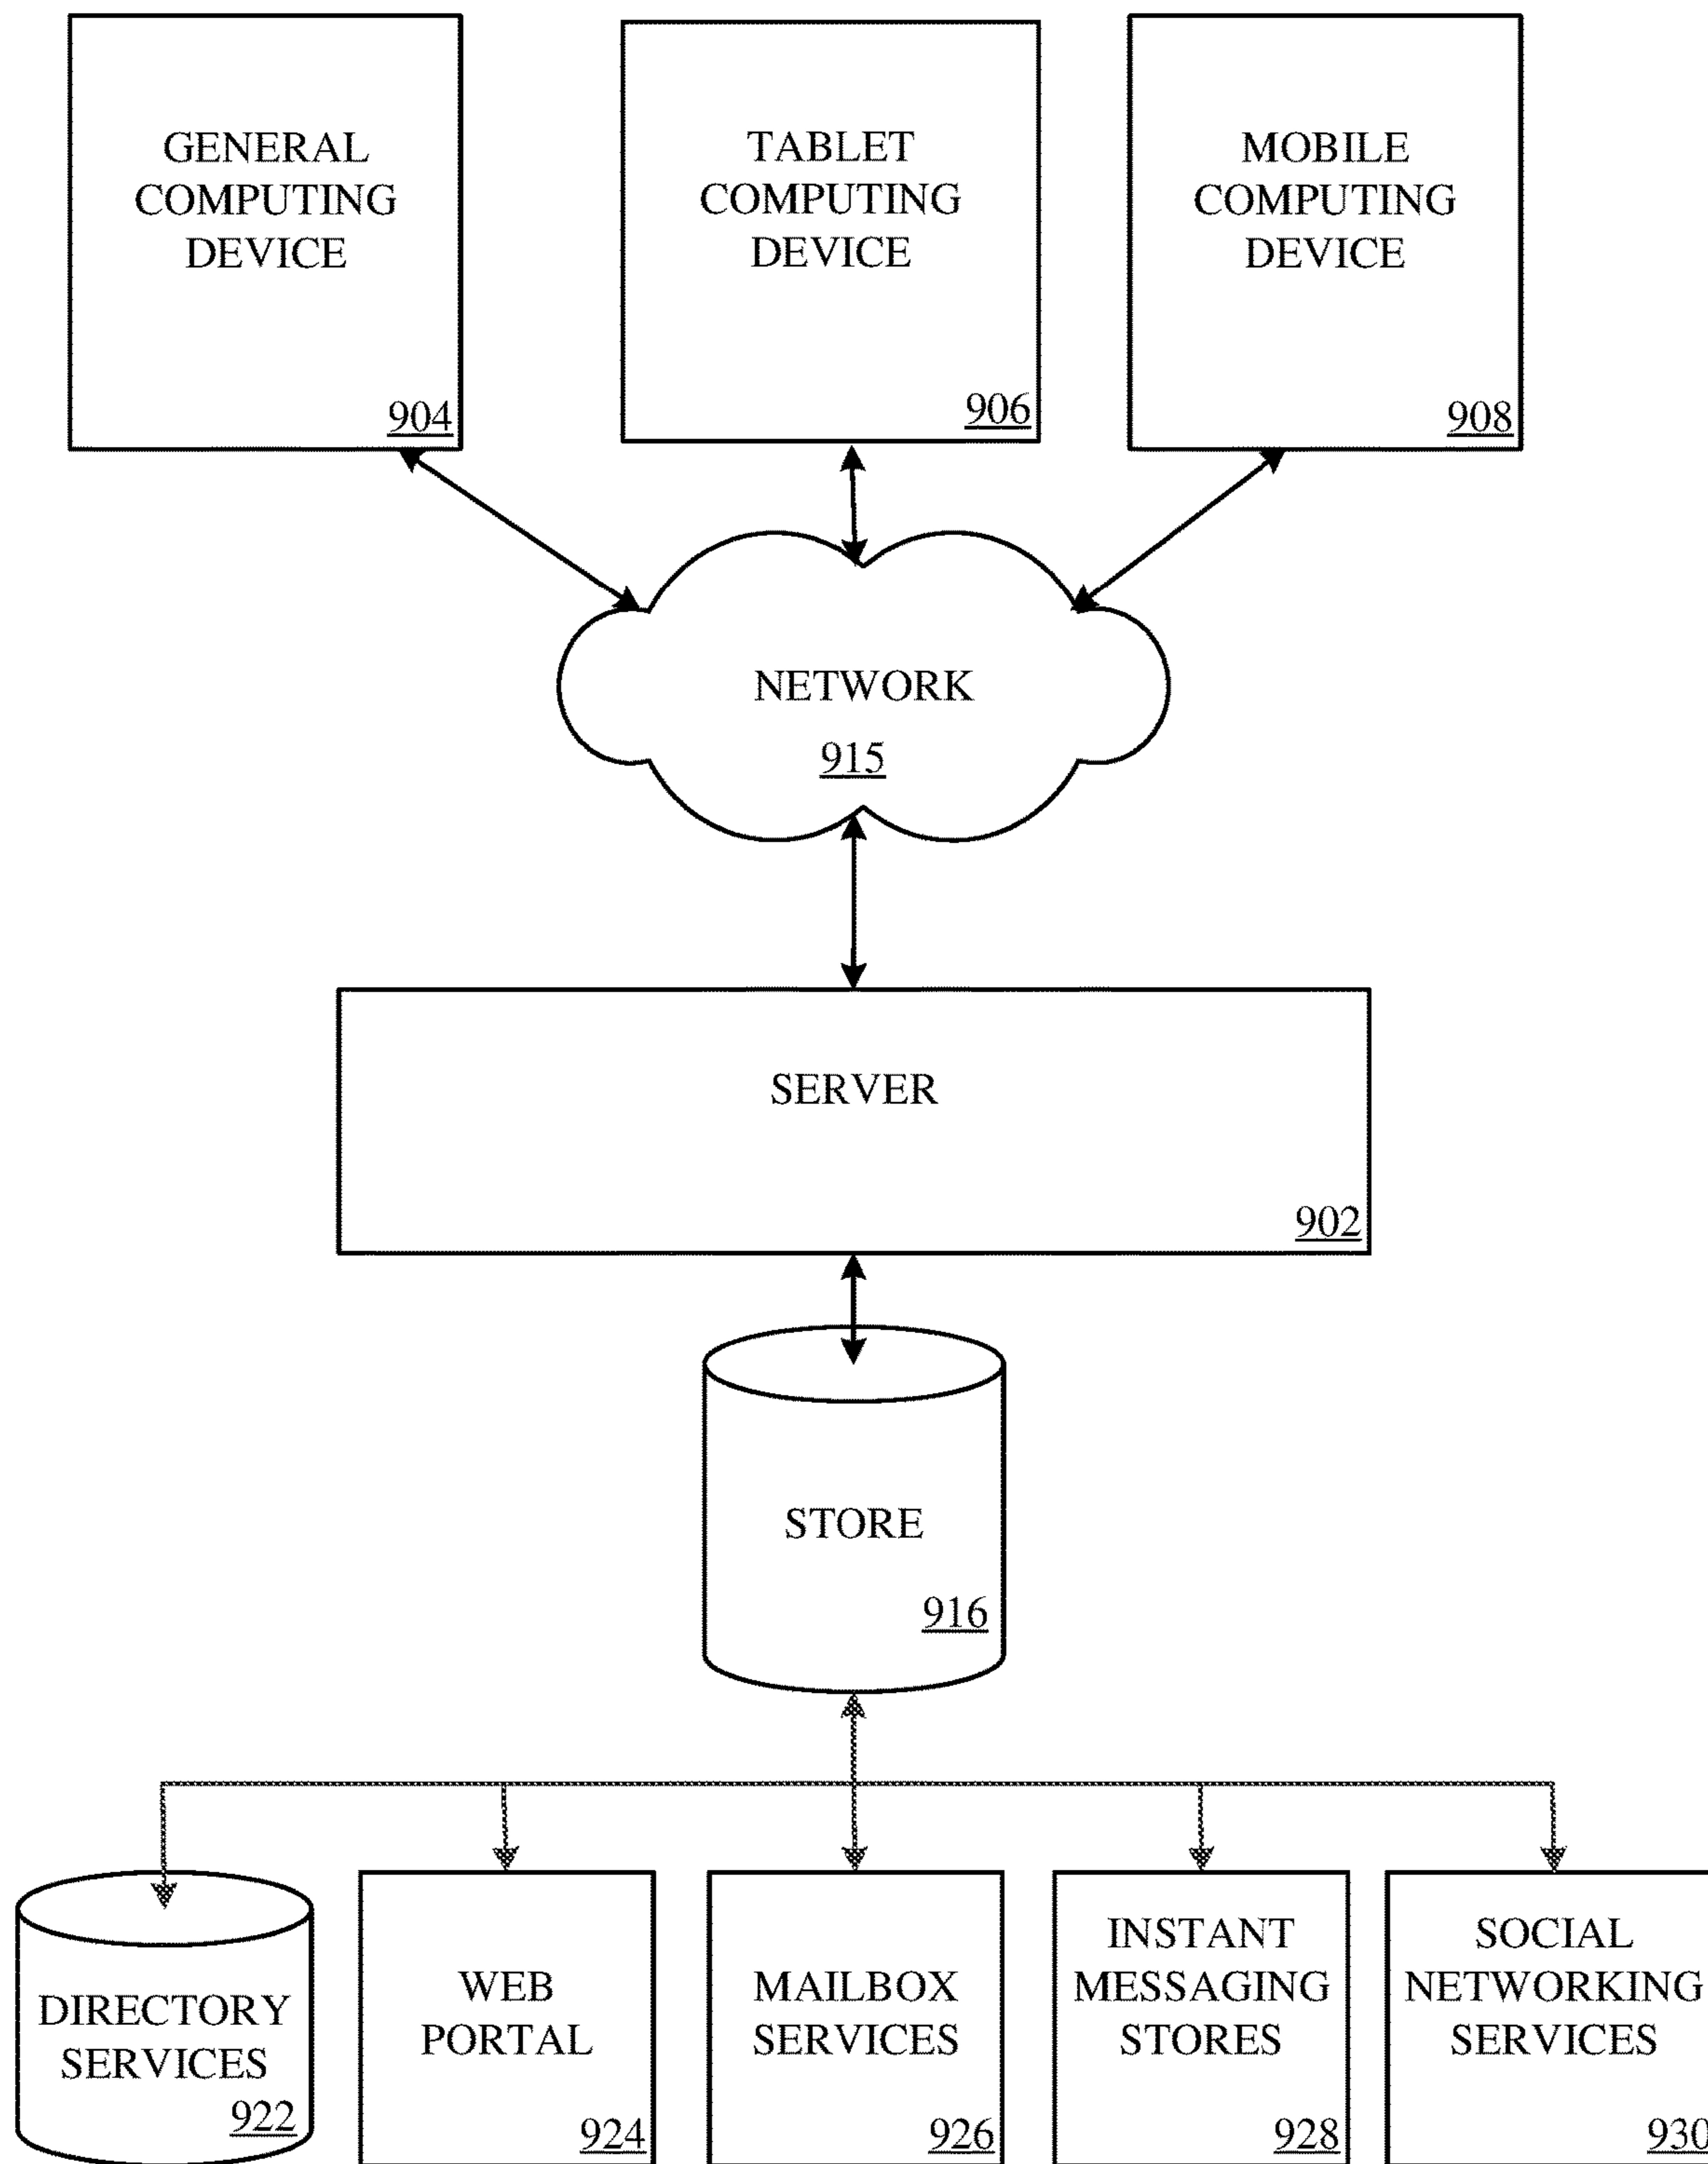 GENERAL
COMPUTING
DEVICE
904
TABLET
COMPUTING
DEVICE
906
MOBILE
COMPUTING
DEVICE
908
NETWORK
915
SERVER
902
STORE
916
DIRECTORY
SERVICES
922
WEB
PORTAL
924
MAILBOX
SERVICES
926
INSTANT
MESSAGING
STORES
928
SOCIAL
NETWORKING
SERVICES
930